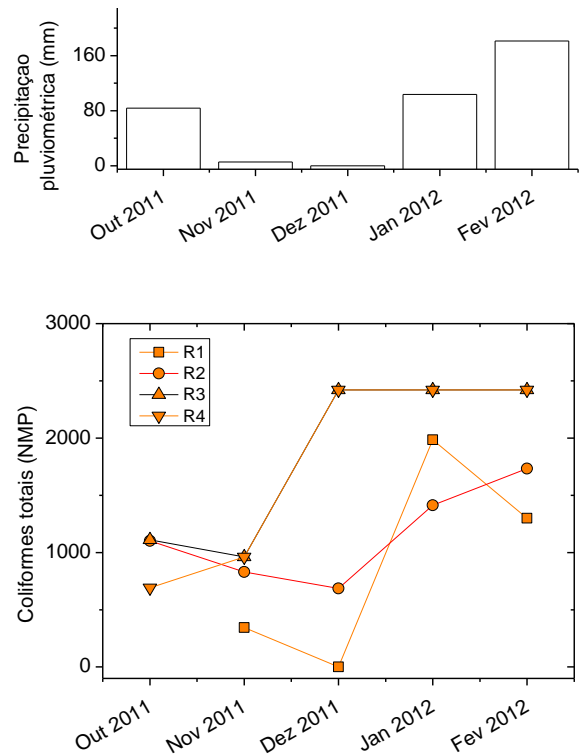 Precipitaçao
pluviométrica (mm)
160
80
0
Out 2011
Nov 2011
Dez 2011
Jan 2012
Fev 2012
Coliformes totais (NMP)
3000
2000
1000
0
R1
R2
R3
R4
Out 2011
Nov 2011
Dez 2011
Jan 2012
Fev 2012